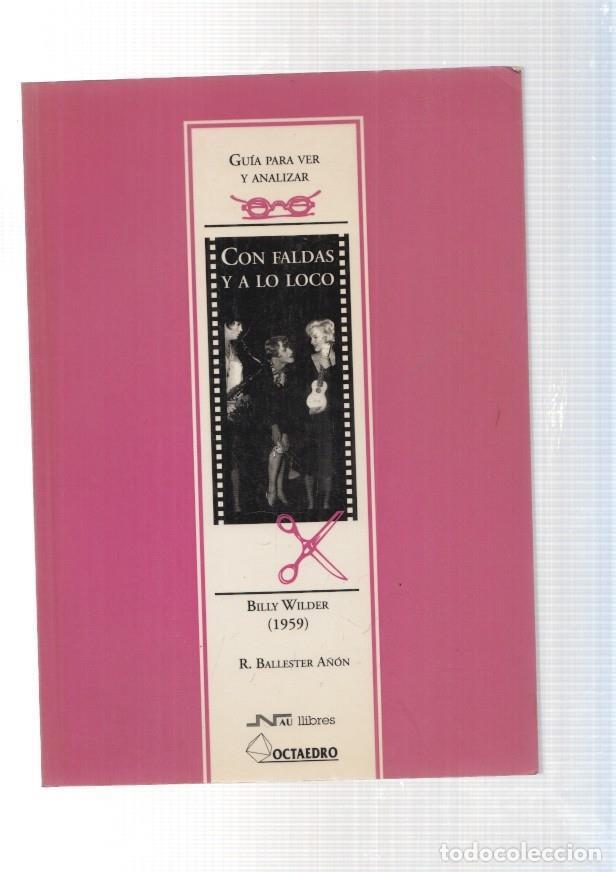 GUÍA PARA VER
Y ANALIZAR
CON FALDAS
Y A LO LOCO
BILLY WILDER
(1959)
R. BALLESTER AÑÓN
NAU llibres
OCTAEDRO
todocoleccion